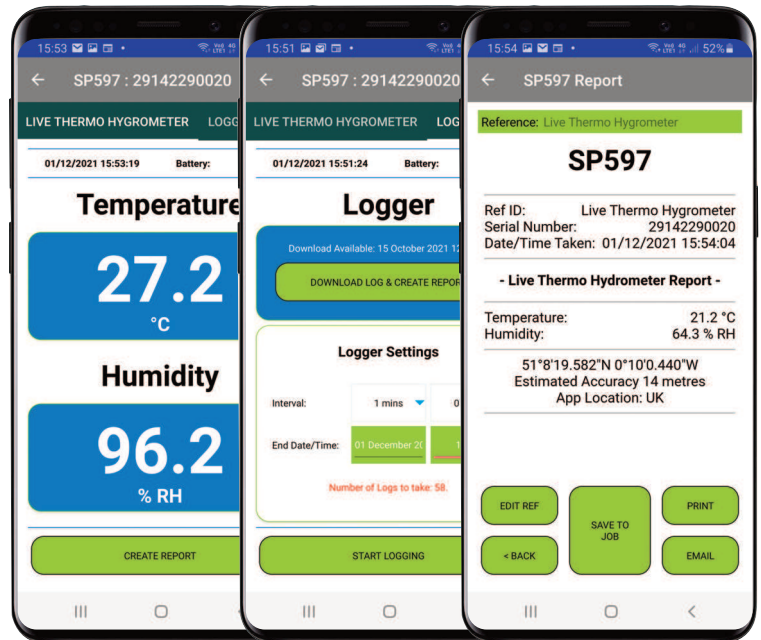 15:53
SP597 : 29142290020
LIVE THERMO HYGROMETER LOGG
01/12/2021 15:53:19 Battery:
Temperature
27.2
°C
Humidity
96.2
% RH
CREATE REPORT
15:51
SP597 : 29142290020
LIVE THERMO HYGROMETER LOG
01/12/2021 15:51:24 Battery:
Logger
Download Available: 15 October 2021 12
DOWNLOAD LOG & CREATE REPOR
Logger Settings
Interval: 1 mins 0
End Date/Time: 01 December 20 1
Number of Logs to take: 58.
START LOGGING
15:54 52%
SP597 Report
Reference: Live Thermo Hygrometer
SP597
Ref ID: Live Thermo Hygrometer
Serial Number: 29142290020
Date/Time Taken: 01/12/2021 15:54:04
- Live Thermo Hydrometer Report -
Temperature: 21.2 °C
Humidity: 64.3 % RH
51°8'19.582"N 0°10'0.440"W
Estimated Accuracy 14 metres
App Location: UK
EDIT REF
SAVE TO
JOB
PRINT
< BACK
EMAIL